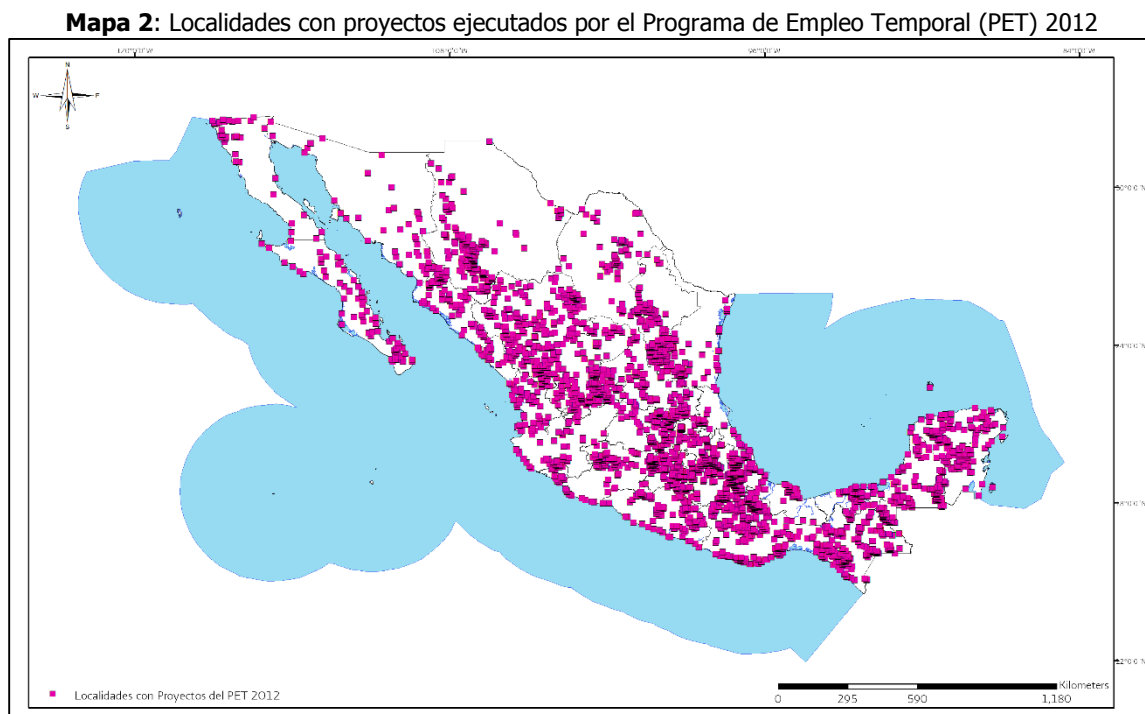 Mapa 2: Localidades con proyectos ejecutados por el Programa de Empleo Temporal (PET) 2012
N
W
S
Localidades con Proyectos del PET 2012
Kilometers
0 295 590 1,180